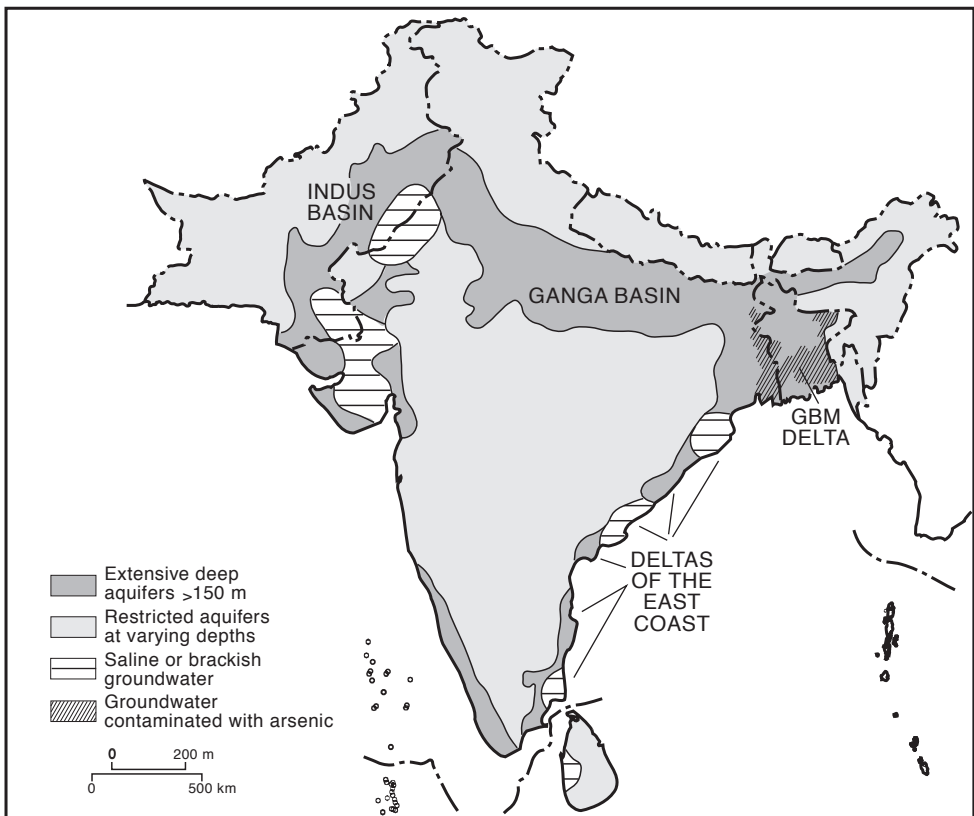 INDUS
BASIN
GANGA BASIN
GBM
DELTA
DELTAS
OF THE
EAST
COAST
Extensive deep
aquifers >150 m
Restricted aquifers
at varying depths
Saline or brackish
groundwater
Groundwater
contaminated with arsenic
0 200 m
0 500 km